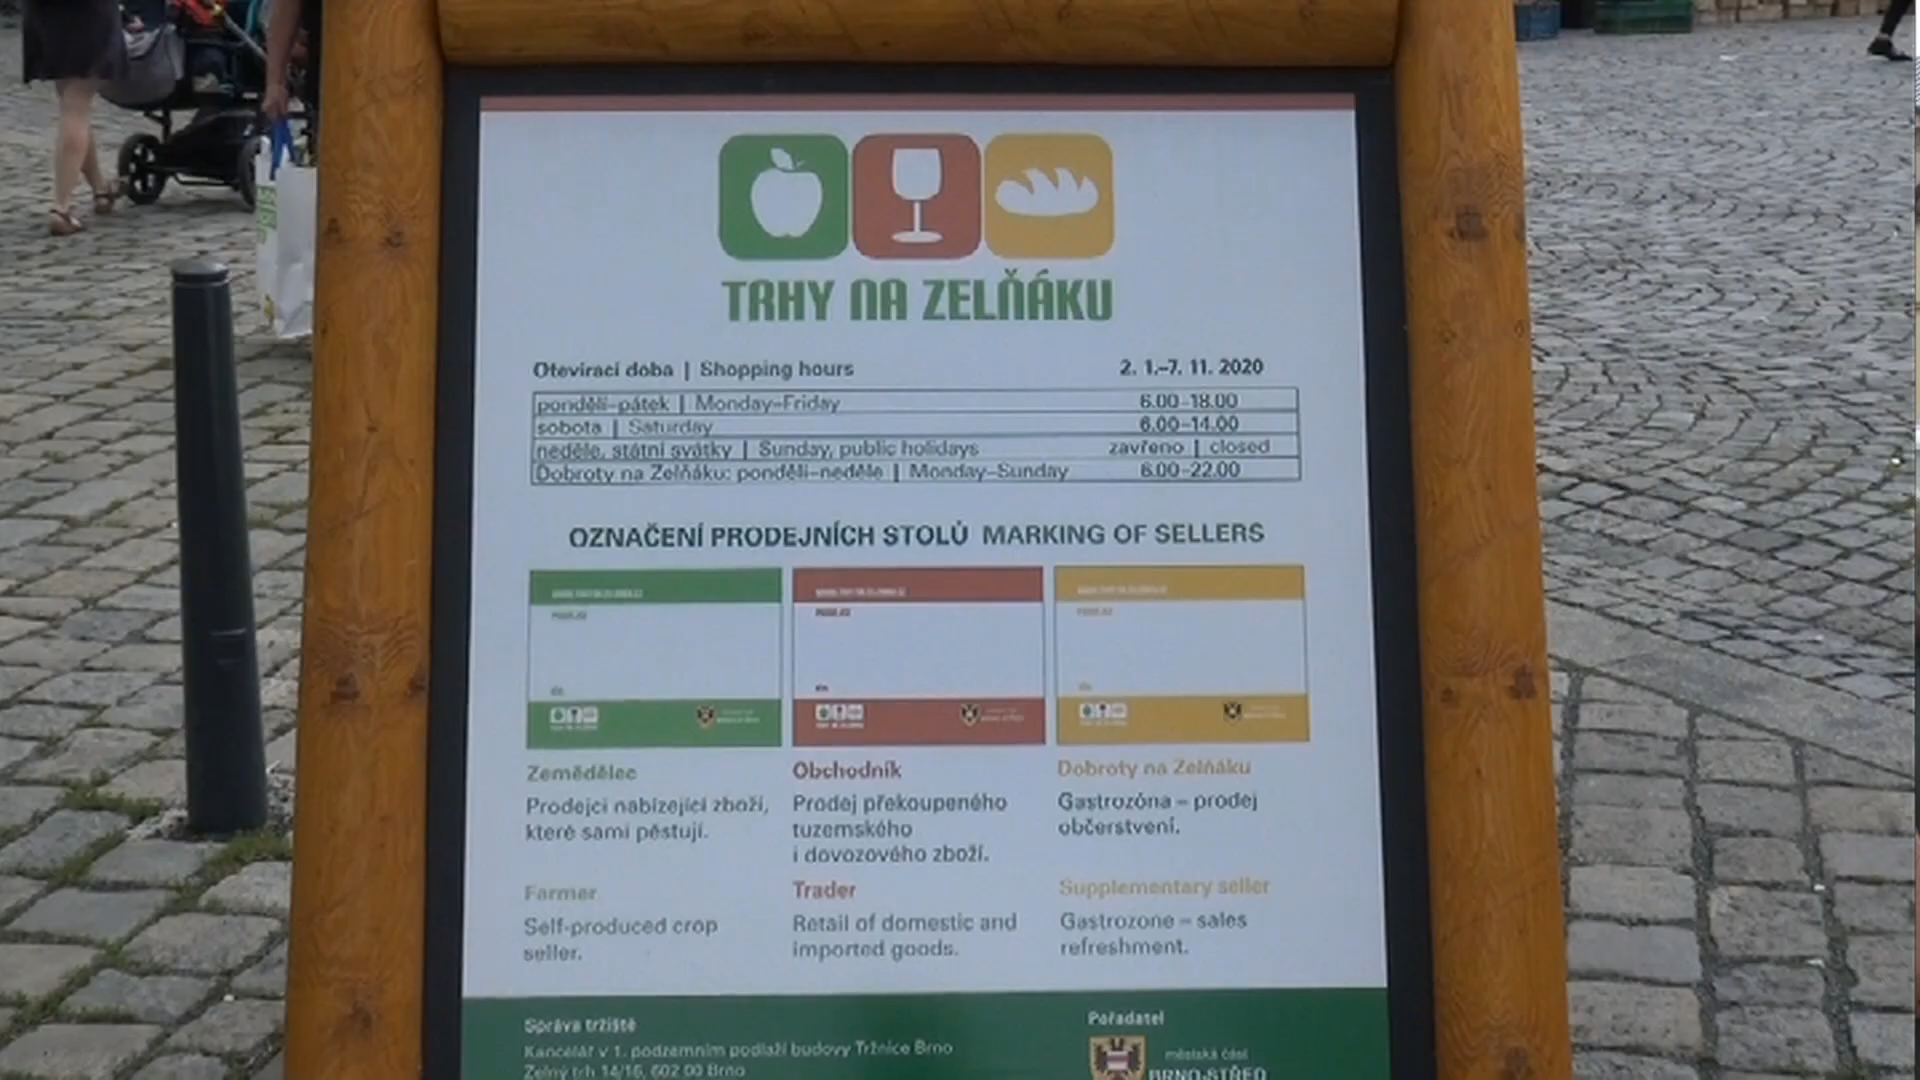 TRHY NA ZELŇÁKU
Otevírací doba | Shopping hours 2. 1.–7. 11. 2020
pondělí–pátek | Monday–Friday 6.00–18.00
sobota | Saturday 6.00–14.00
neděle, státní svátky | Sunday, public holidays zavřeno | closed
Dobroty na Zelňáku: pondělí–neděle | Monday–Sunday 6.00–22.00
OZNAČENÍ PRODEJNÍCH STOLŮ MARKING OF SELLERS
Zemědělec Obchodník Dobroty na Zelňáku
Prodejci nabízející zboží, Prodej překoupeného Gastrozóna – prodej
které sami pěstují. tuzemského občerstvení.
i dovozového zboží.
Farmer Trader Supplementary seller
Self-produced crop Retail of domestic and Gastrozone – sales
seller. imported goods. refreshment.
Správa tržiště Pořadatel
Kancelář v 1. podzemním podlaží budovy Tržnice Brno městská část
Zelný trh 14/16, 602 00 Brno BRNO-STŘED